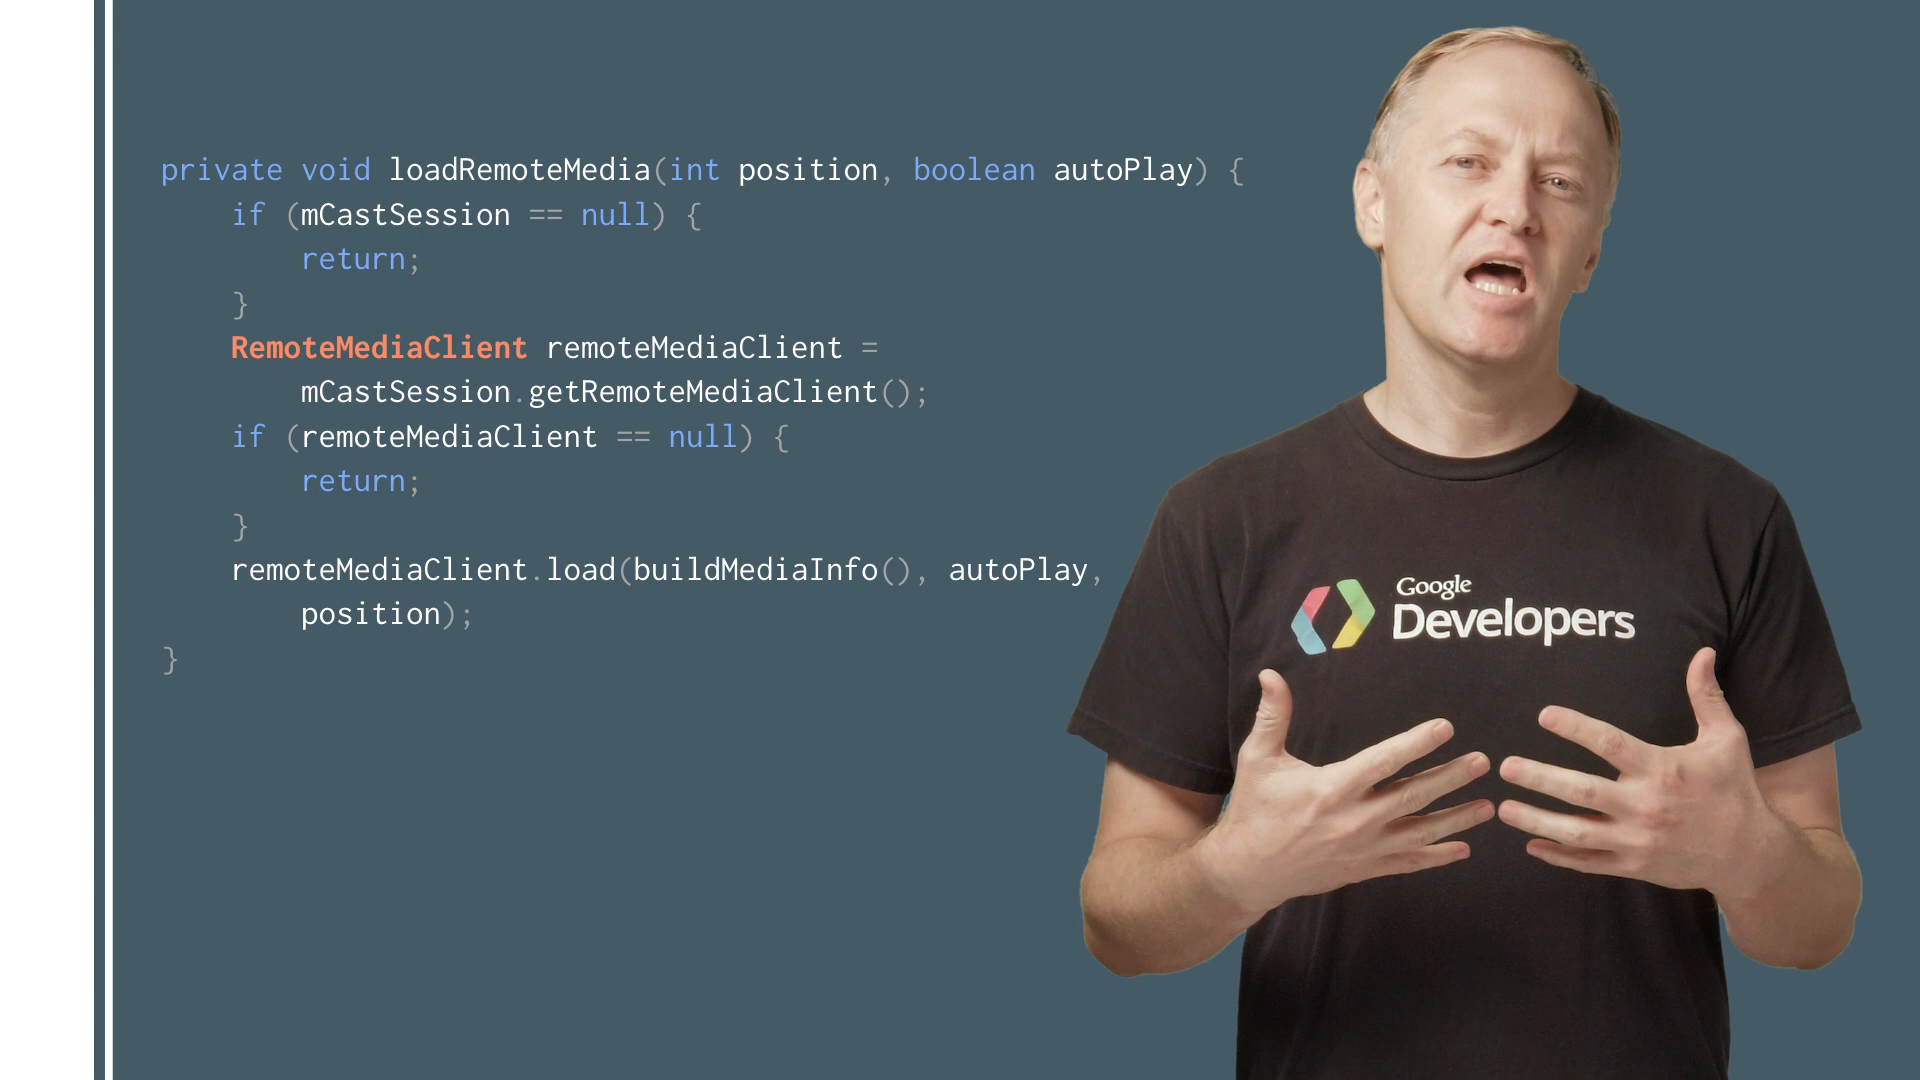 private void loadRemoteMedia(int position, boolean autoPlay) {
    if (mCastSession == null) {
        return;
    }
    RemoteMediaClient remoteMediaClient =
        mCastSession.getRemoteMediaClient();
    if (remoteMediaClient == null) {
        return;
    }
    remoteMediaClient.load(buildMediaInfo(), autoPlay,
        position);
}
Google
Developers